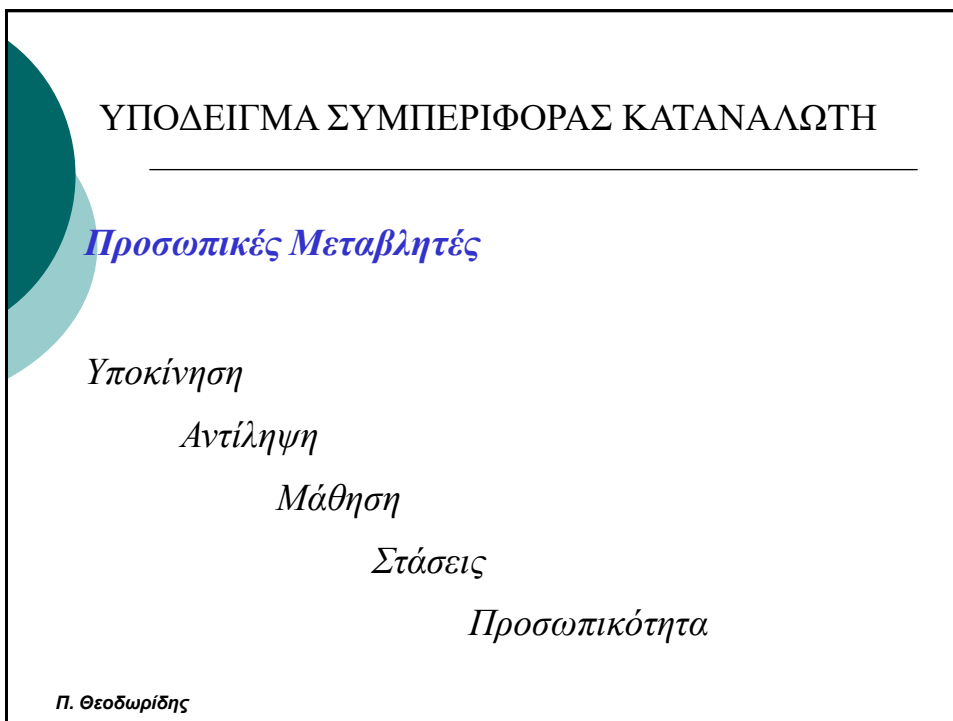 ΥΠΟΔΕΙΓΜΑ ΣΥΜΠΕΡΙΦΟΡΑΣ ΚΑΤΑΝΑΛΩΤΗ
Προσωπικές Μεταβλητές
Υποκίνηση
Αντίληψη
Μάθηση
Στάσεις
Προσωπικότητα
Π. Θεοδωρίδης